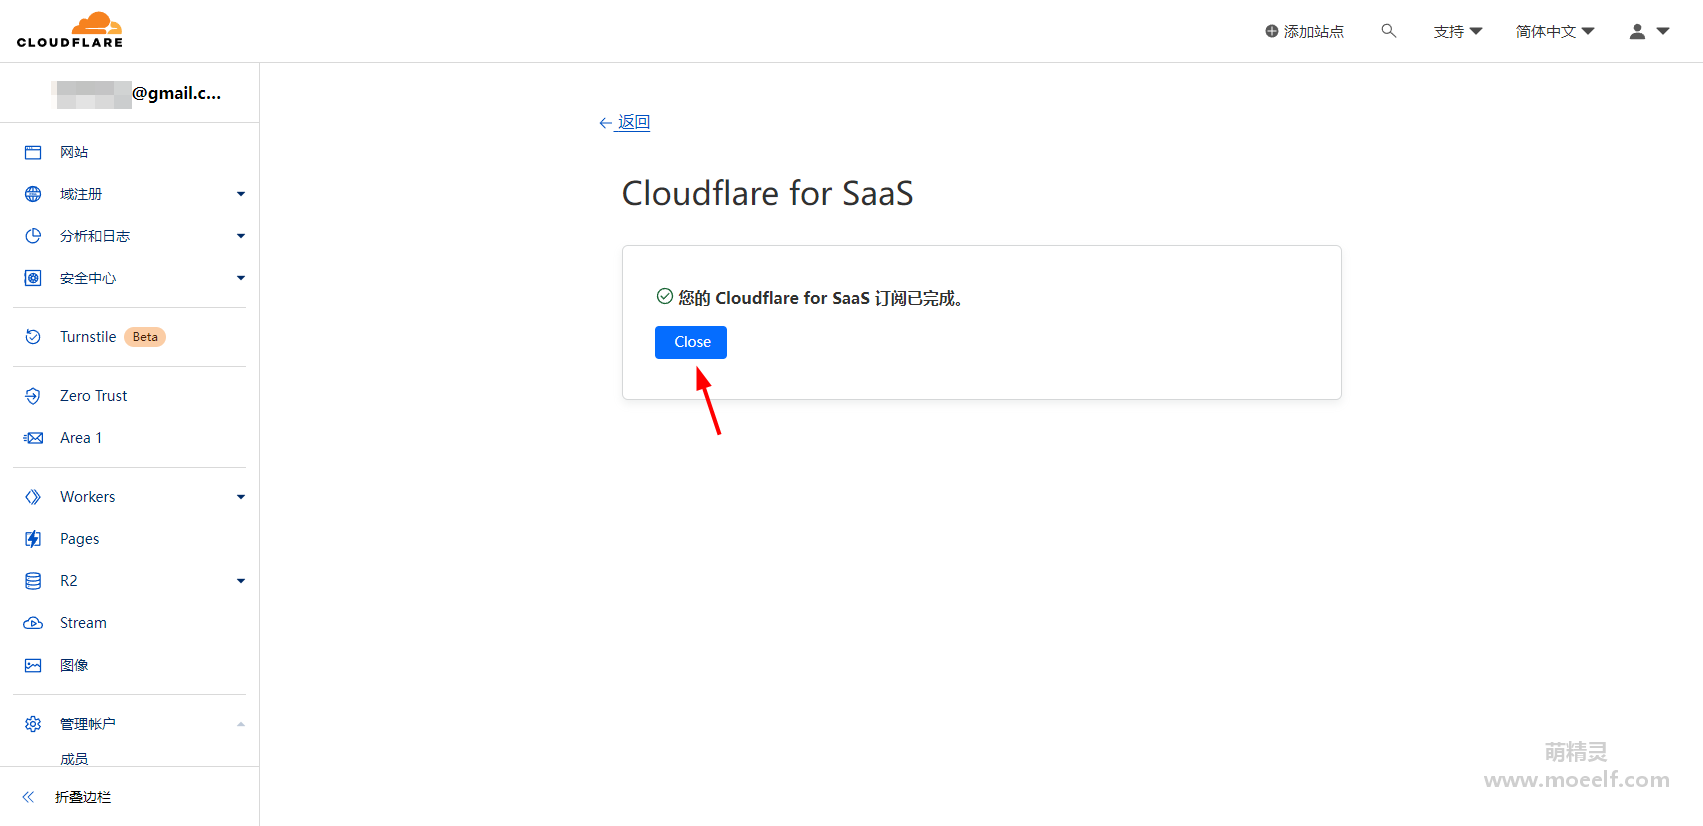 CLOUDFLARE
添加站点
支持
简体中文
@gmail.c...
网站
域注册
分析和日志
安全中心
Turnstile Beta
Zero Trust
Area 1
Workers
Pages
R2
Stream
图像
管理帐户
成员
折叠边栏
返回
Cloudflare for SaaS
您的 Cloudflare for SaaS 订阅已完成。
Close
萌精灵
www.moeelf.com